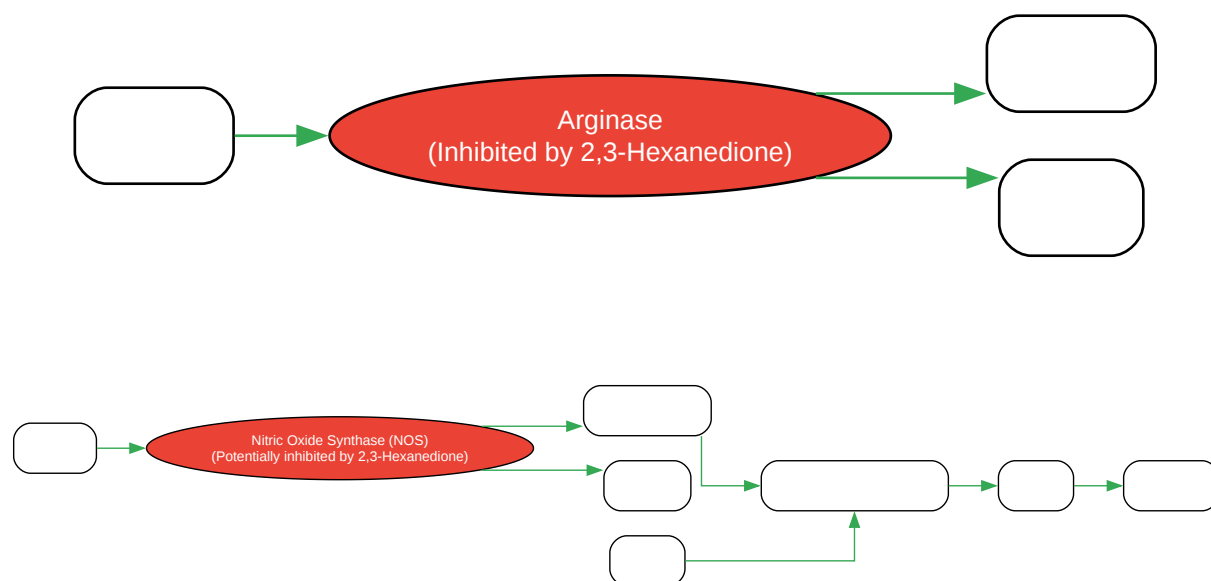 Arginase
(Inhibited by 2,3-Hexanedione)
Nitric Oxide Synthase (NOS)
(Potentially inhibited by 2,3-Hexanedione)